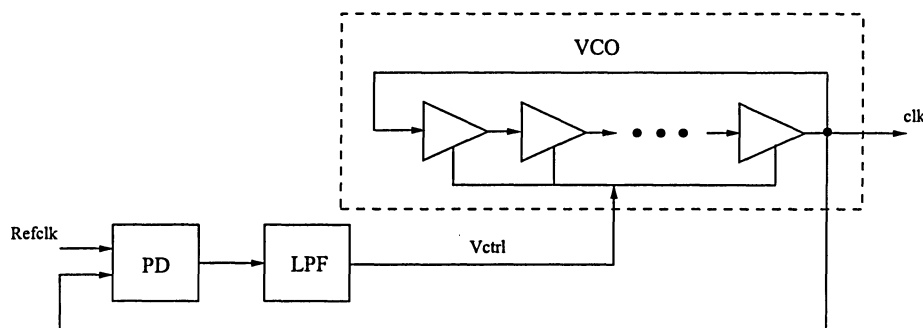 VCO
clk
Refclk
PD
LPF
Vctrl